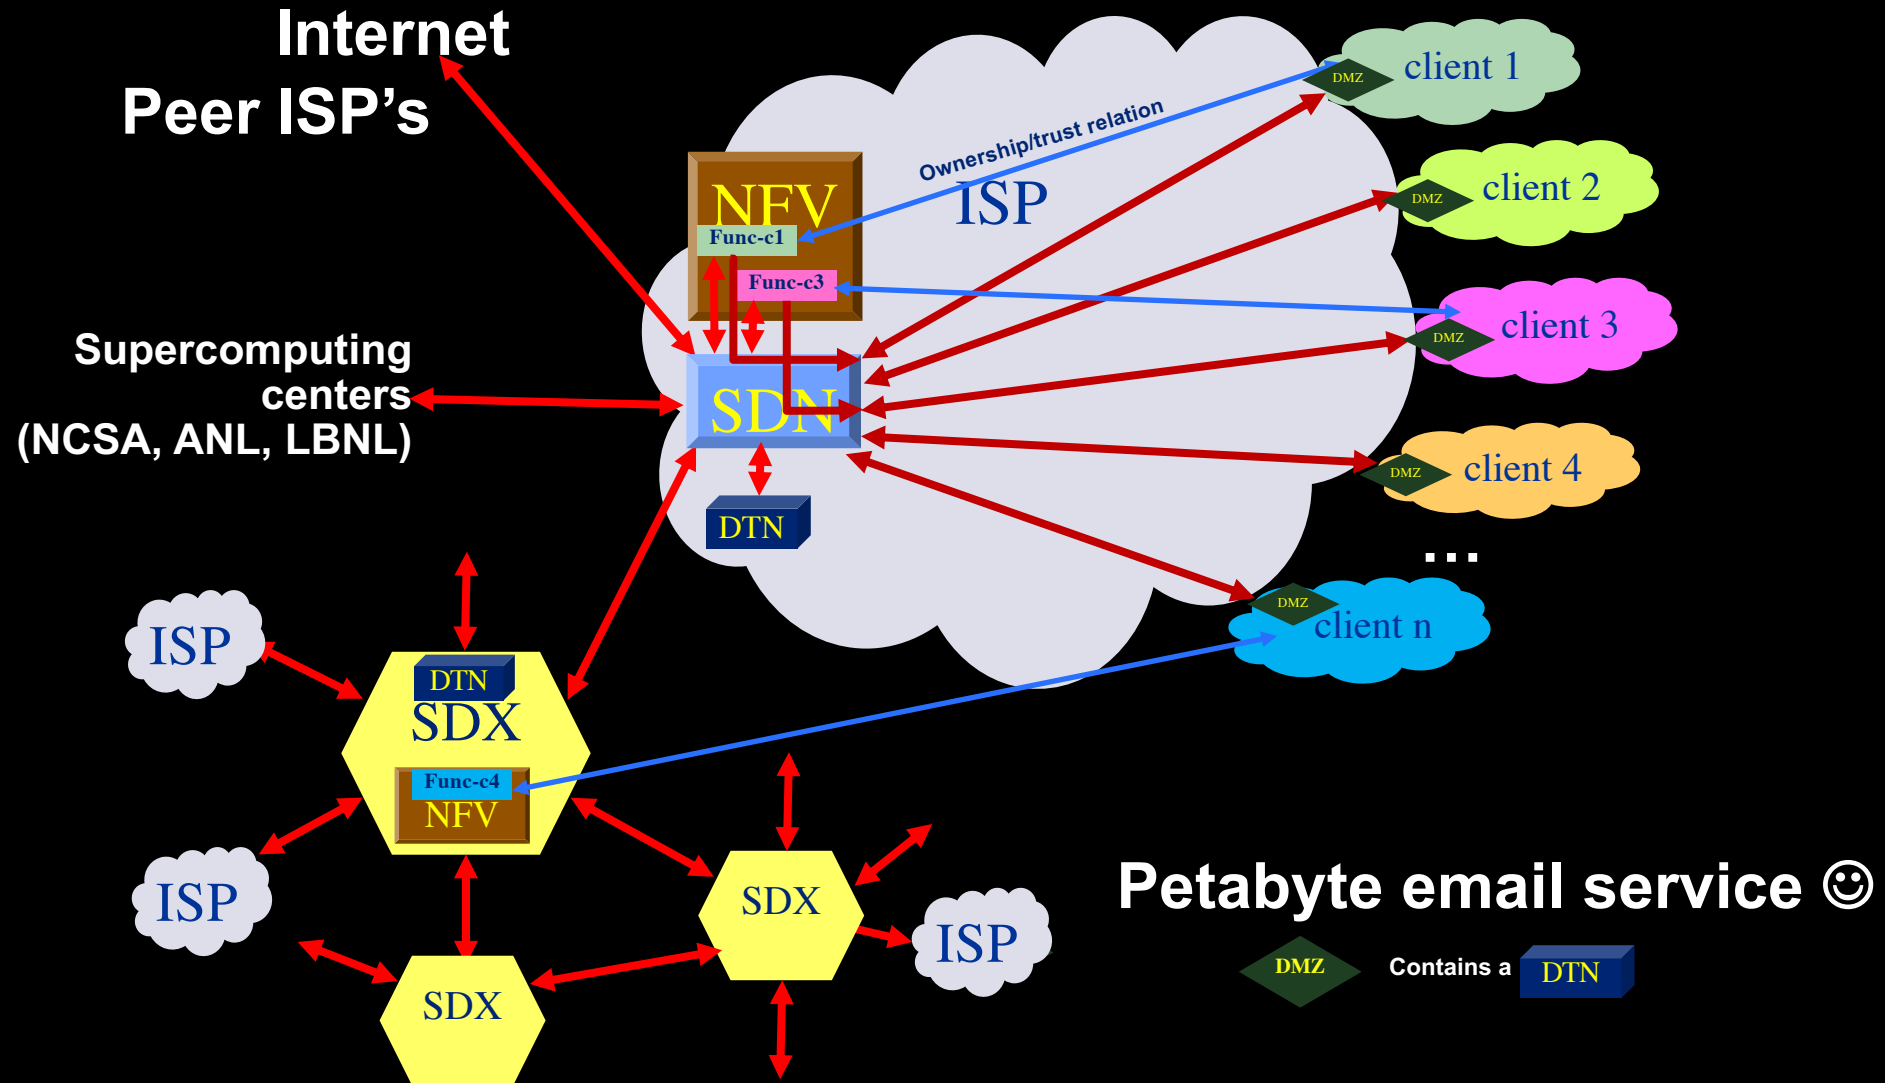 Internet
Peer ISP's
Supercomputing
centers
(NCSA, ANL, LBNL)
NFV
Func-c1
Func-c3
SDN
DTN
Ownership/trust relation
ISP
DMZ
client 1
DMZ
client 2
DMZ
client 3
DMZ
client 4
...
DMZ
client n
ISP
DTN
SDX
Func-c4
NFV
ISP
SDX
SDX
ISP
Petabyte email service ☺
DMZ
Contains a
DTN